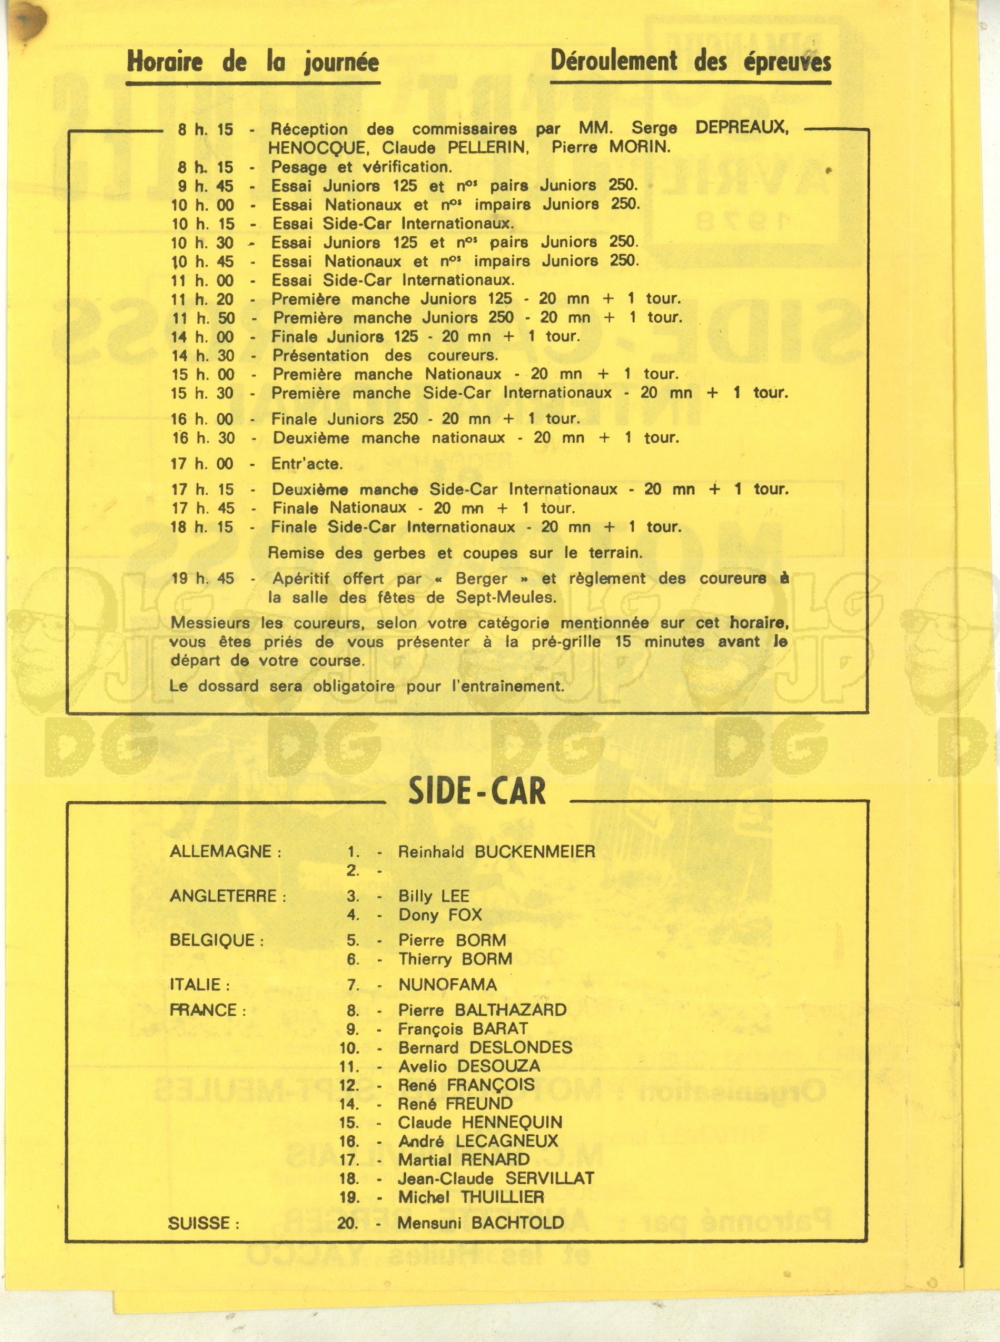 Horaire de la journée
Déroulement des épreuves
8 h. 15 - Réception des commissaires par MM. Serge DEPREAUX,
HENOCQUE, Claude PELLERIN, Pierre MORIN.
8 h. 15 - Pesage et vérification.
9 h. 45 - Essai Juniors 125 et nos pairs Juniors 250.
10 h. 00 - Essai Nationaux et nos impairs Juniors 250.
10 h. 15 - Essai Side-Car Internationaux.
10 h. 30 - Essai Juniors 125 et nos pairs Juniors 250.
10 h. 45 - Essai Nationaux et nos impairs Juniors 250.
11 h. 00 - Essai Side-Car Internationaux.
11 h. 20 - Première manche Juniors 125 - 20 mn + 1 tour.
11 h. 50 - Première manche Juniors 250 - 20 mn + 1 tour.
14 h. 00 - Finale Juniors 125 - 20 mn + 1 tour.
14 h. 30 - Présentation des coureurs.
15 h. 00 - Première manche Nationaux - 20 mn + 1 tour.
15 h. 30 - Première manche Side-Car Internationaux - 20 mn + 1 tour.
16 h. 00 - Finale Juniors 250 - 20 mn + 1 tour.
16 h. 30 - Deuxième manche nationaux - 20 mn + 1 tour.
17 h. 00 - Entr'acte.
17 h. 15 - Deuxième manche Side-Car Internationaux - 20 mn + 1 tour.
17 h. 45 - Finale Nationaux - 20 mn + 1 tour.
18 h. 15 - Finale Side-Car Internationaux - 20 mn + 1 tour.
Remise des gerbes et coupes sur le terrain.
19 h. 45 - Apéritif offert par « Berger » et règlement des coureurs à
la salle des fêtes de Sept-Meules.
Messieurs les coureurs, selon votre catégorie mentionnée sur cet horaire,
vous êtes priés de vous présenter à la pré-grille 15 minutes avant le
départ de votre course.
Le dossard sera obligatoire pour l'entraînement.
LG JP DG
SIDE-CAR
ALLEMAGNE : 1. - Reinhald BUCKENMEIER
2. -
ANGLETERRE : 3. - Billy LEE
4. - Dony FOX
BELGIQUE : 5. - Pierre BORM
6. - Thierry BORM
ITALIE : 7. - NUNOFAMA
FRANCE : 8. - Pierre BALTHAZARD
9. - François BARAT
10. - Bernard DESLONDES
11. - Avelio DESOUZA
12. - René FRANÇOIS
14. - René FREUND
15. - Claude HENNEQUIN
16. - André LECAGNEUX
17. - Martial RENARD
18. - Jean-Claude SERVILLAT
19. - Michel THUILLIER
SUISSE : 20. - Mensuni BACHTOLD